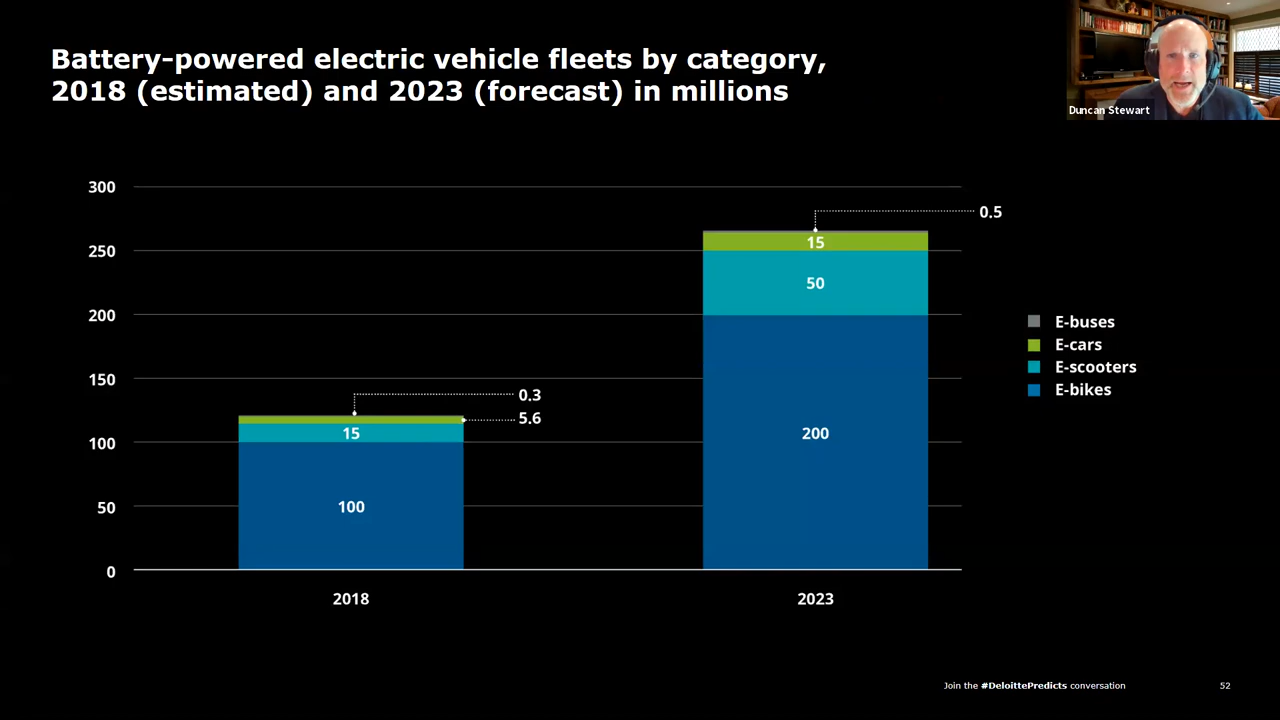 Battery-powered electric vehicle fleets by category,
2018 (estimated) and 2023 (forecast) in millions
Duncan Stewart
300
250
200
150
100
50
0
0.3
5.6
15
100
2018
0.5
15
50
200
2023
E-buses
E-cars
E-scooters
E-bikes
Join the #DeloittePredicts conversation
52